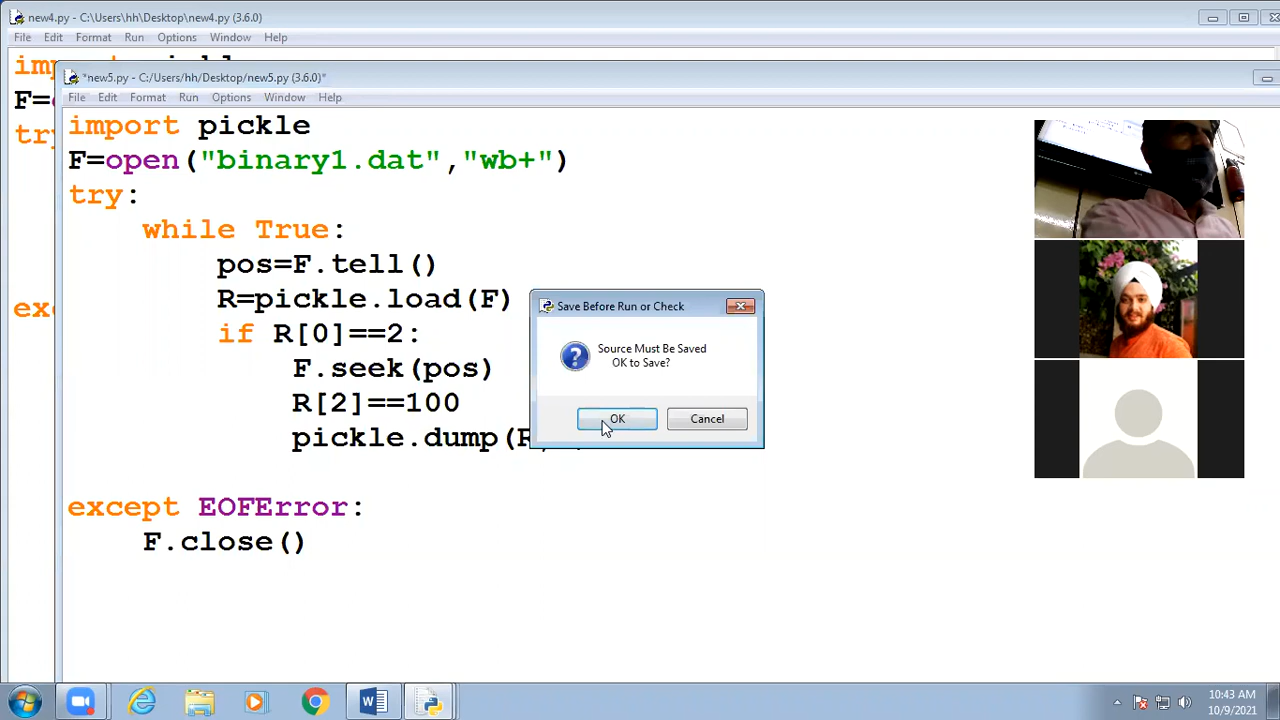 new4.py - C:\Users\hh\Desktop\new4.py (3.6.0)
File Edit Format Run Options Window Help
*new5.py - C:/Users/hh/Desktop/new5.py (3.6.0)*
File Edit Format Run Options Window Help
import pickle
F=open("binary1.dat","wb+")
try:
while True:
pos=F.tell()
R=pickle.load(F)
if R[0]==2:
F.seek(pos)
R[2]==100
pickle.dump(
except EOFError:
F.close()
Save Before Run or Check
Source Must Be Saved
OK to Save?
OK
Cancel
10:43 AM
10/9/2021